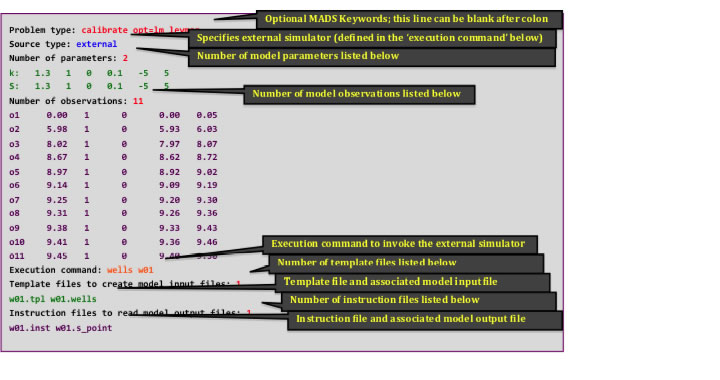 Optional MADS Keywords; this line can be blank after colon
Problem type: calibrate opt=lm
Specifies external simulator (defined in the 'execution command' below)
Source type: external
Number of model parameters listed below
Number of parameters: 2
k: 1.3 1 0 0.1 -5 5
S: 1.3 1 0 0.1 -5 5
Number of model observations listed below
Number of observations: 11
o1 0.00 1 0 0.00 0.05
o2 5.98 1 0 5.93 6.03
o3 8.02 1 0 7.97 8.07
o4 8.67 1 0 8.62 8.72
o5 8.97 1 0 8.92 9.02
o6 9.14 1 0 9.09 9.19
o7 9.25 1 0 9.20 9.30
o8 9.31 1 0 9.26 9.36
o9 9.38 1 0 9.33 9.43
o10 9.41 1 0 9.36 9.46
Execution command to invoke the external simulator
o11 9.45 1 0
Number of template files listed below
Execution command: wells w01
Template file and associated model input file
Template files to create model input files: 1
Number of instruction files listed below
w01.tpl w01.wells
Instruction files to read model output files: 1
Instruction file and associated model output file
w01.inst w01.s_point